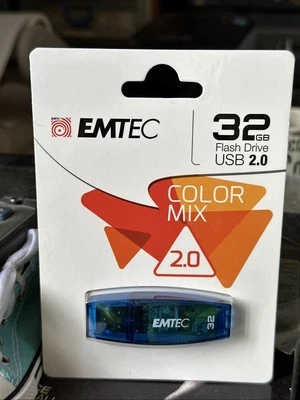 EMTEC
32GB
Flash Drive
USB 2.0
COLOR
MIX
2.0
EMTEC 32